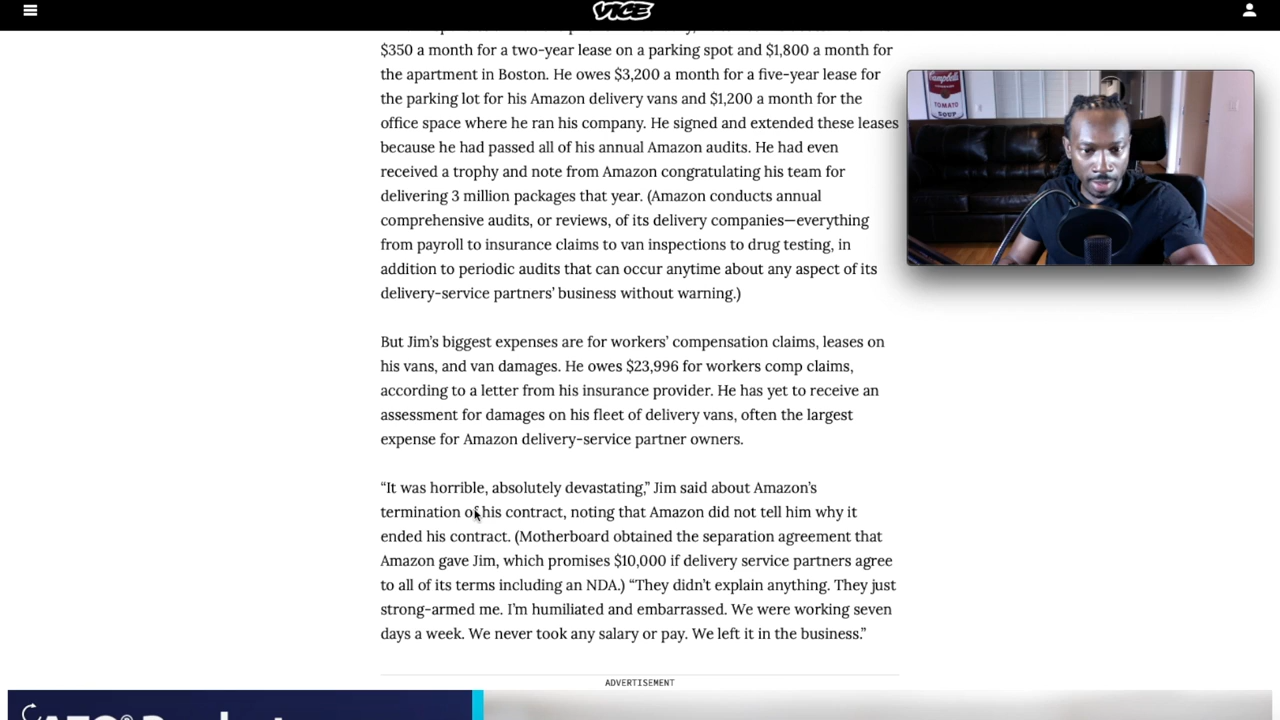 VICE
$350 a month for a two-year lease on a parking spot and $1,800 a month for
the apartment in Boston. He owes $3,200 a month for a five-year lease for
the parking lot for his Amazon delivery vans and $1,200 a month for the
office space where he ran his company. He signed and extended these leases
because he had passed all of his annual Amazon audits. He had even
received a trophy and note from Amazon congratulating his team for
delivering 3 million packages that year. (Amazon conducts annual
comprehensive audits, or reviews, of its delivery companies—everything
from payroll to insurance claims to van inspections to drug testing, in
addition to periodic audits that can occur anytime about any aspect of its
delivery-service partners’ business without warning.)
But Jim’s biggest expenses are for workers’ compensation claims, leases on
his vans, and van damages. He owes $23,996 for workers comp claims,
according to a letter from his insurance provider. He has yet to receive an
assessment for damages on his fleet of delivery vans, often the largest
expense for Amazon delivery-service partner owners.
“It was horrible, absolutely devastating,” Jim said about Amazon’s
termination of his contract, noting that Amazon did not tell him why it
ended his contract. (Motherboard obtained the separation agreement that
Amazon gave Jim, which promises $10,000 if delivery service partners agree
to all of its terms including an NDA.) “They didn’t explain anything. They just
strong-armed me. I’m humiliated and embarrassed. We were working seven
days a week. We never took any salary or pay. We left it in the business.”
ADVERTISEMENT
Campbell's
TOMATO
SOUP